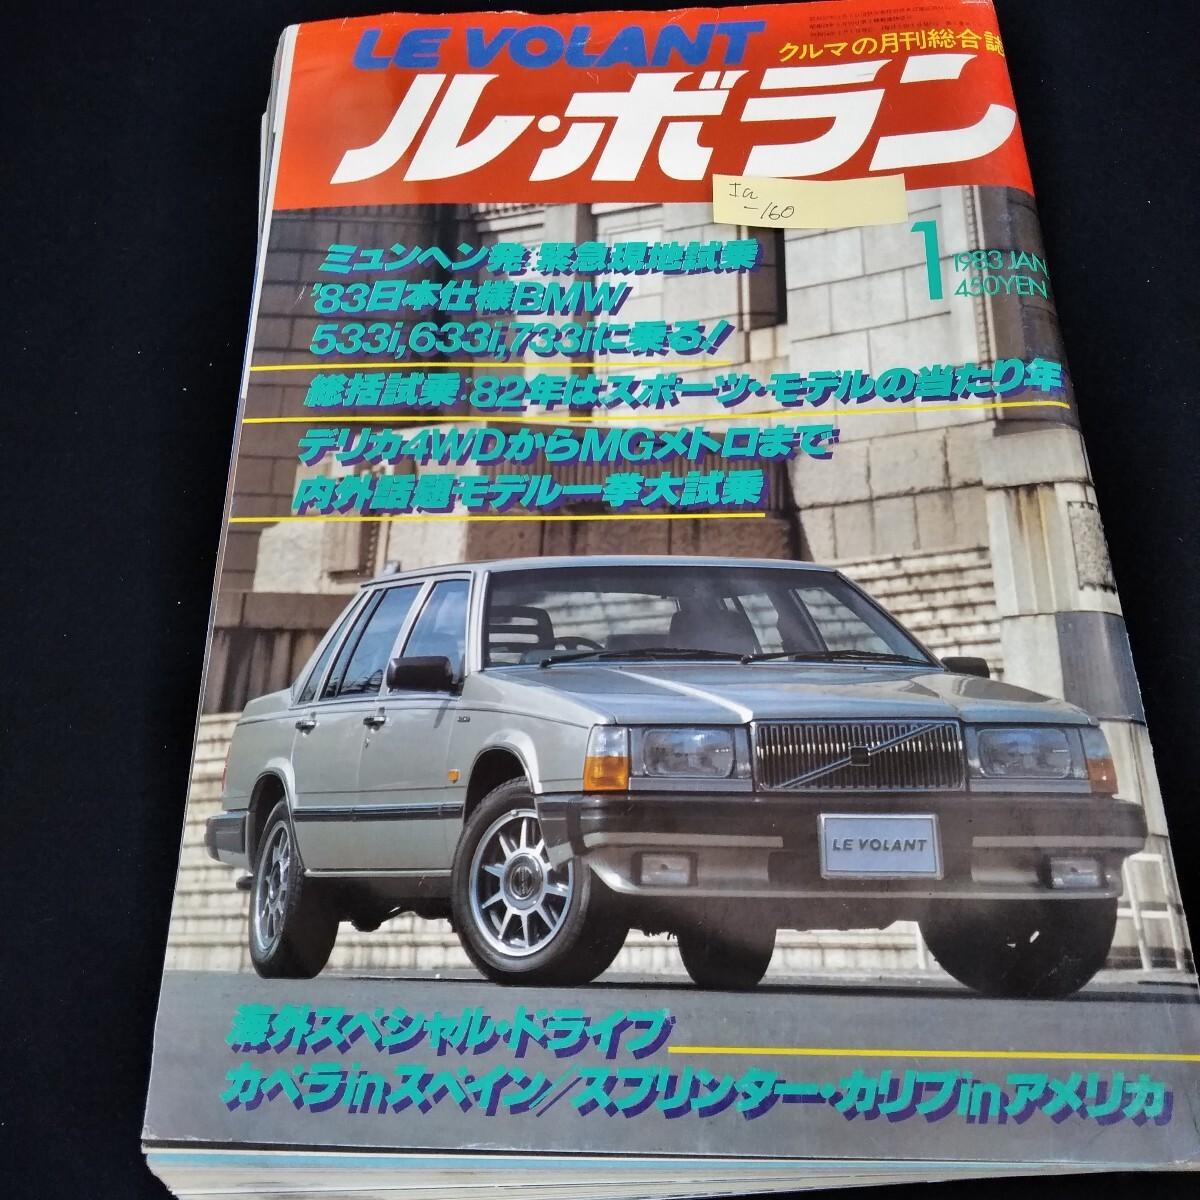 LE VOLANT
クルマの月刊総合誌
ル・ボラン
Ia
-160
1
1983 JAN
450YEN
ミュンヘン発:緊急現地試乗
'83日本仕様BMW/
533i,633i,733iに乗る!
総括試乗:82年はスポーツ・モデルの当たり年
デリカ4WDからMGメトロまで
内外話題モデル一挙大試乗
LE VOLANT
海外スペシャル・ドライブ
カペラinスペイン/スプリンター・カリブinアメリカ